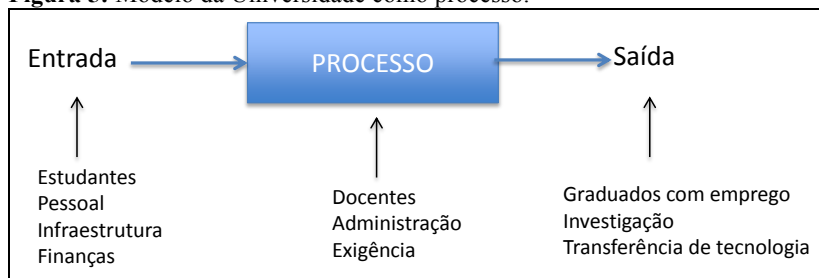 Figura 3: Modelo da Universidade como processo.
Entrada
PROCESSO
Saída
Estudantes
Pessoal
Infraestrutura
Finanças
Docentes
Administração
Exigência
Graduados com emprego
Investigação
Transferência de tecnologia